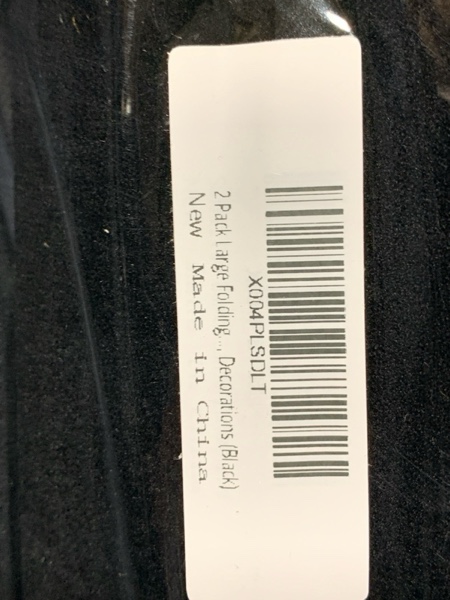 X004PLSDLT
2 Pack Large Folding..., Decorations (Black)
New Made in China